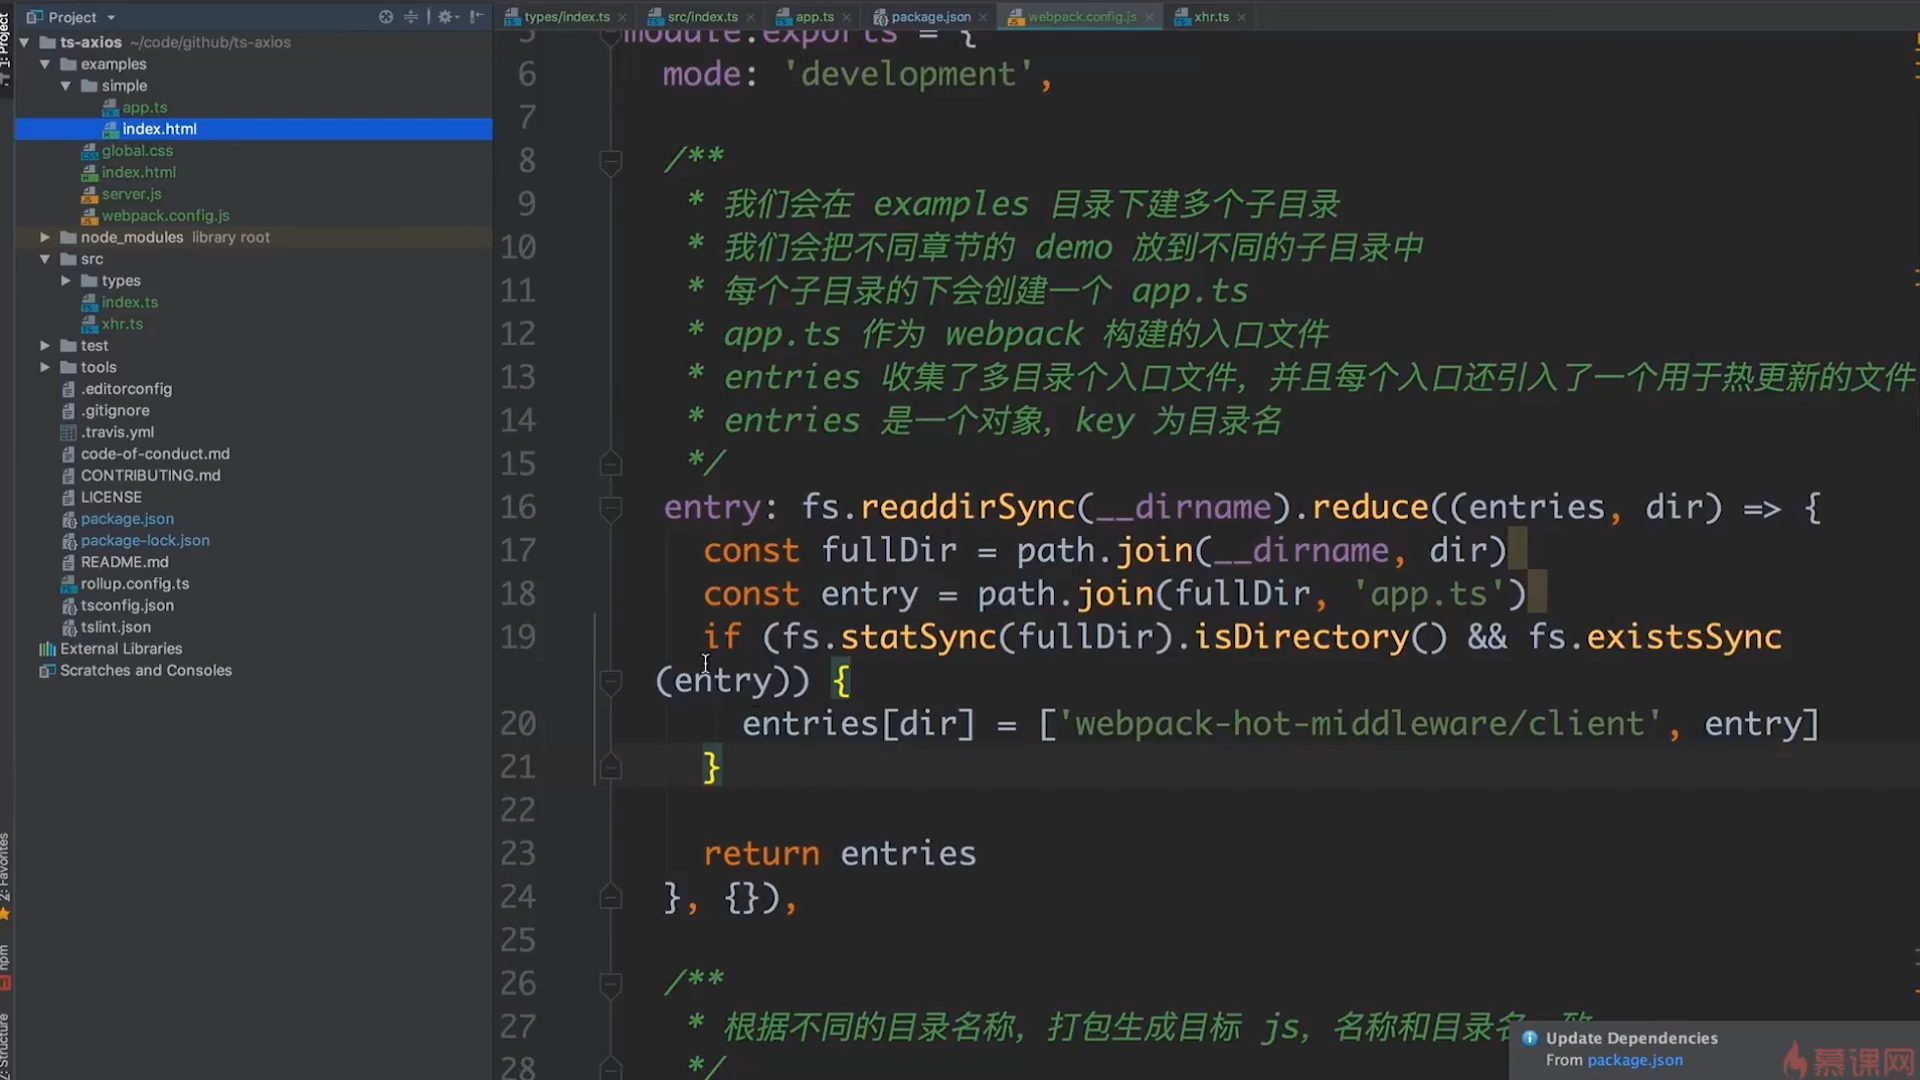 Project
types/index.ts
src/index.ts
app.ts
package.json
webpack.config.js
xhr.ts
1: Project
ts-axios ~/code/github/ts-axios
examples
simple
app.ts
index.html
global.css
index.html
server.js
webpack.config.js
node_modules library root
src
types
index.ts
xhr.ts
test
tools
.editorconfig
.gitignore
.travis.yml
code-of-conduct.md
CONTRIBUTING.md
LICENSE
package.json
package-lock.json
README.md
rollup.config.ts
tsconfig.json
tslint.json
External Libraries
Scratches and Consoles
2: Favorites
npm
Z: Structure
5 module.exports = {
6 mode: 'development',
7
8 /**
9 * 我们会在 examples 目录下建多个子目录
10 * 我们会把不同章节的 demo 放到不同的子目录中
11 * 每个子目录的下会创建一个 app.ts
12 * app.ts 作为 webpack 构建的入口文件
13 * entries 收集了多目录个入口文件，并且每个入口还引入了一个用于热更新的文件
14 * entries 是一个对象，key 为目录名
15 */
16 entry: fs.readdirSync(__dirname).reduce((entries, dir) => {
17 const fullDir = path.join(__dirname, dir)
18 const entry = path.join(fullDir, 'app.ts')
19 if (fs.statSync(fullDir).isDirectory() && fs.existsSync
(entry)) {
20 entries[dir] = ['webpack-hot-middleware/client', entry]
21 }
22
23 return entries
24 }, {}),
25
26 /**
27 * 根据不同的目录名称，打包生成目标 js，名称和目录名一致
28 */
Update Dependencies
From package.json
慕课网